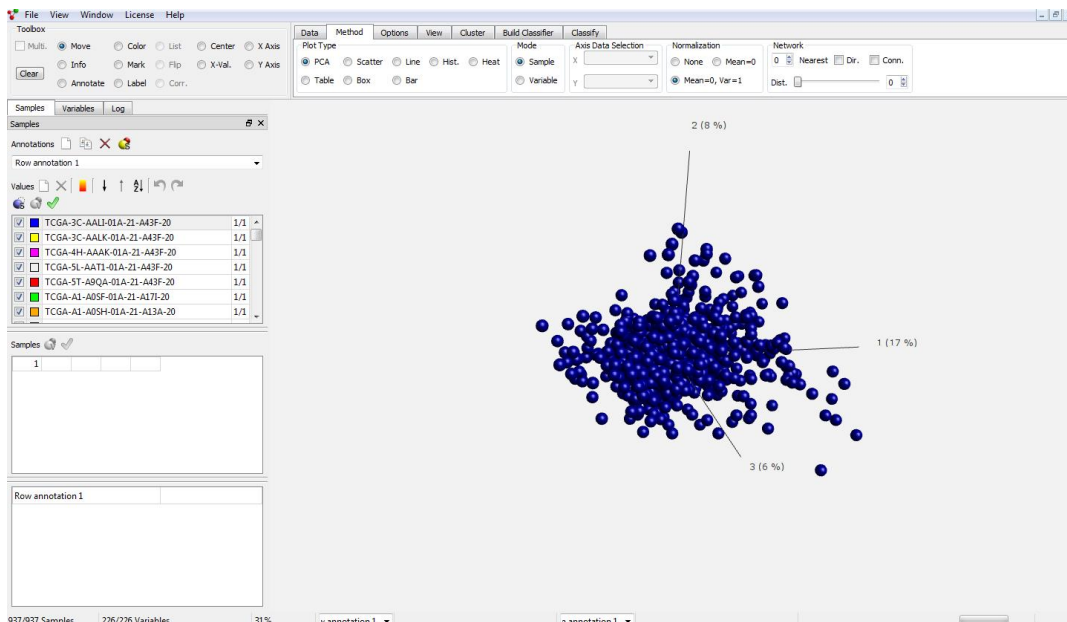 File View Window License Help
Toolbox
Multi. Move Color List Center X Axis
Info Mark Flip X-Val. Y Axis
Clear
Annotate Label Corr.
Data Method Options View Cluster Build Classifier Classify
Plot Type Mode Axis Data Selection Normalization Network
PCA Scatter Line Hist. Heat Sample X None Mean=0 0 Nearest Dir. Conn.
Table Box Bar Variable Y Mean=0, Var=1 Dist. 0
Samples Variables Log
Samples
Annotations
Row annotation 1
Values
TCGA-3C-AALI-01A-21-A43F-20 1/1
TCGA-3C-AALK-01A-21-A43F-20 1/1
TCGA-4H-AAAK-01A-21-A43F-20 1/1
TCGA-5L-AAT1-01A-21-A43F-20 1/1
TCGA-5T-A9QA-01A-21-A43F-20 1/1
TCGA-A1-A0SF-01A-21-A17I-20 1/1
TCGA-A1-A0SH-01A-21-A13A-20 1/1
Samples
1
Row annotation 1
2 (8 %)
1 (17 %)
3 (6 %)
937/937 Samples 226/226 Variables 31% annotation 1 annotation 1